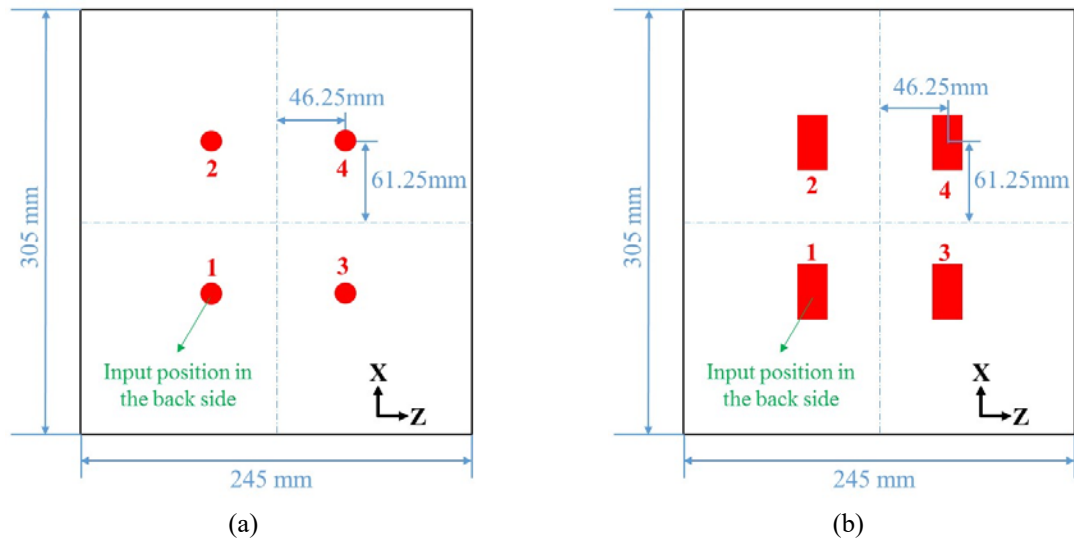 46.25mm
2
4
61.25mm
305 mm
1
3
Input position in
the back side
X
Z
245 mm
(a)
46.25mm
2
4
61.25mm
305 mm
1
3
Input position in
the back side
X
Z
245 mm
(b)